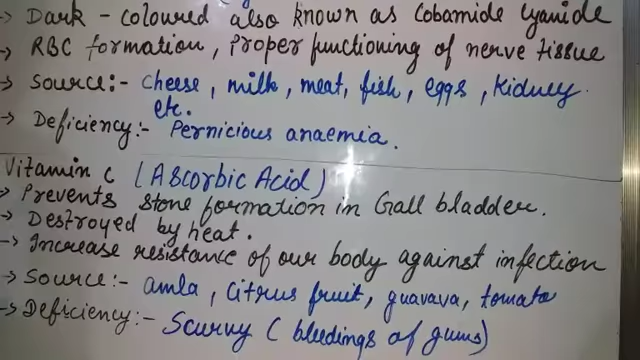 → Dark - coloured also known as Cobamide Cyanide
→ RBC formation, Proper functioning of nerve tissue
→ Source:- cheese, milk, meat, fish, eggs, Kidney.
etc.
→ Deficiency:- Pernicious anaemia.
Vitamin C (Ascorbic Acid)
→ Prevents stone formation in Gall bladder.
→ Destroyed by heat.
→ Increase resistance of our body against infection
→ Source:- amla, Citrus fruit, guavava, tomato
→ Deficiency:- Scurvy (bleedings of gums)